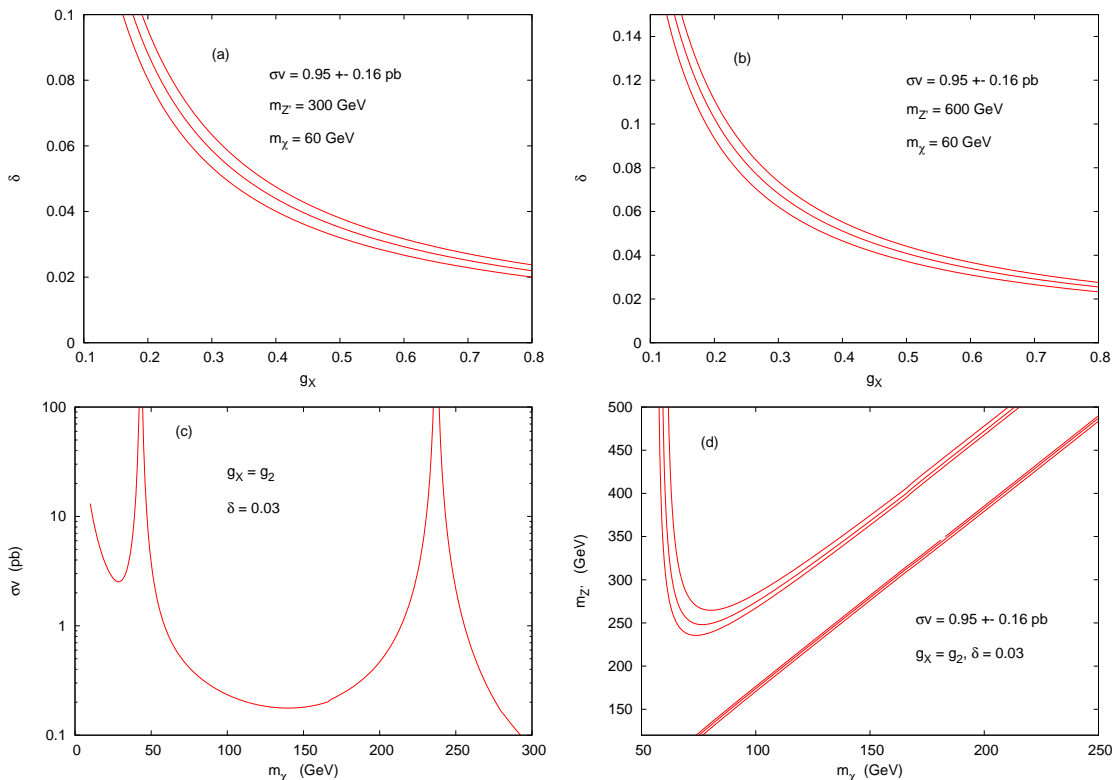 0.1
0.08
0.06
0.04
0.02
0
δ
(a)
σv = 0.95 +- 0.16 pb
m_Z' = 300 GeV
m_χ = 60 GeV
0.1 0.2 0.3 0.4 0.5 0.6 0.7 0.8
g_X
0.14
0.12
0.1
0.08
0.06
0.04
0.02
0
δ
(b)
σv = 0.95 +- 0.16 pb
m_Z' = 600 GeV
m_χ = 60 GeV
0.1 0.2 0.3 0.4 0.5 0.6 0.7 0.8
g_X
100
10
1
0.1
σv (pb)
(c)
g_X = g_2
δ = 0.03
0 50 100 150 200 250 300
m_χ (GeV)
500
450
400
350
300
250
200
150
m_Z' (GeV)
(d)
σv = 0.95 +- 0.16 pb
g_X = g_2, δ = 0.03
50 100 150 200 250
m_χ (GeV)